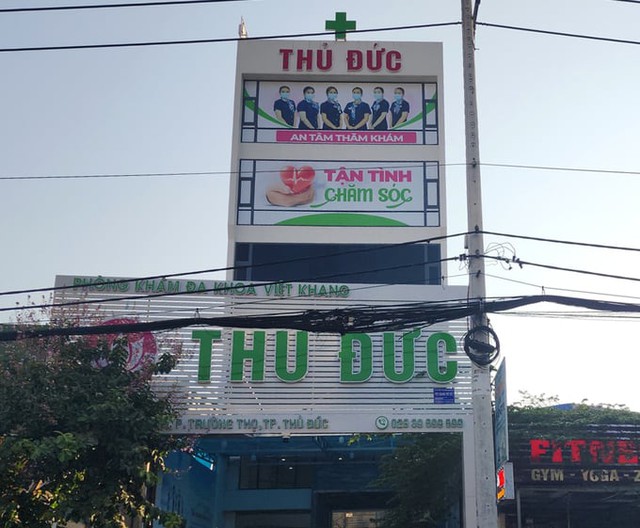 THỦ ĐỨC
AN TÂM THĂM KHÁM
TẬN TÌNH
CHĂM SÓC
PHÒNG KHÁM ĐA KHOA VIỆT KHANG
THỦ ĐỨC
P. TRƯỜNG THỌ, TP. THỦ ĐỨC
FITNE
GYM - YOGA - Z